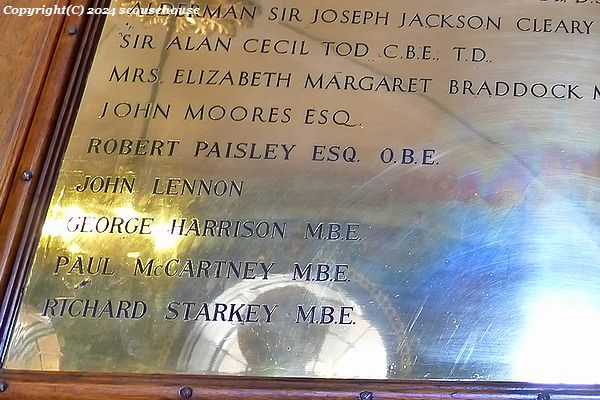 Copyright(C) 2024 scousehouse
ALDERMAN SIR JOSEPH JACKSON CLEARY
SIR ALAN CECIL TOD C.B.E., T.D.
MRS. ELIZABETH MARGARET BRADDOCK M
JOHN MOORES ESQ.
ROBERT PAISLEY ESQ. O.B.E.
JOHN LENNON
GEORGE HARRISON M.B.E.
PAUL McCARTNEY M.B.E.
RICHARD STARKEY M.B.E.